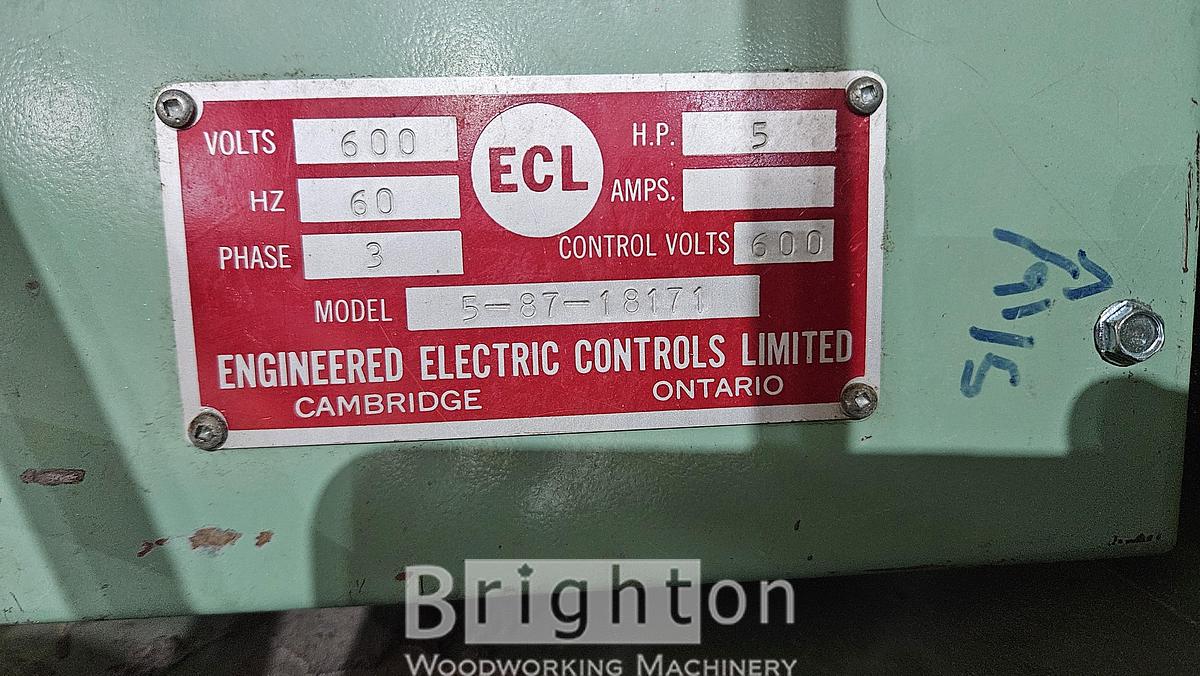 VOLTS 600
HZ 60
PHASE 3
ECL
H.P. 5
AMPS.
CONTROL VOLTS 600
MODEL 5-87-18171
ENGINEERED ELECTRIC CONTROLS LIMITED
CAMBRIDGE ONTARIO
Brighton
WOODWORKING MACHINERY